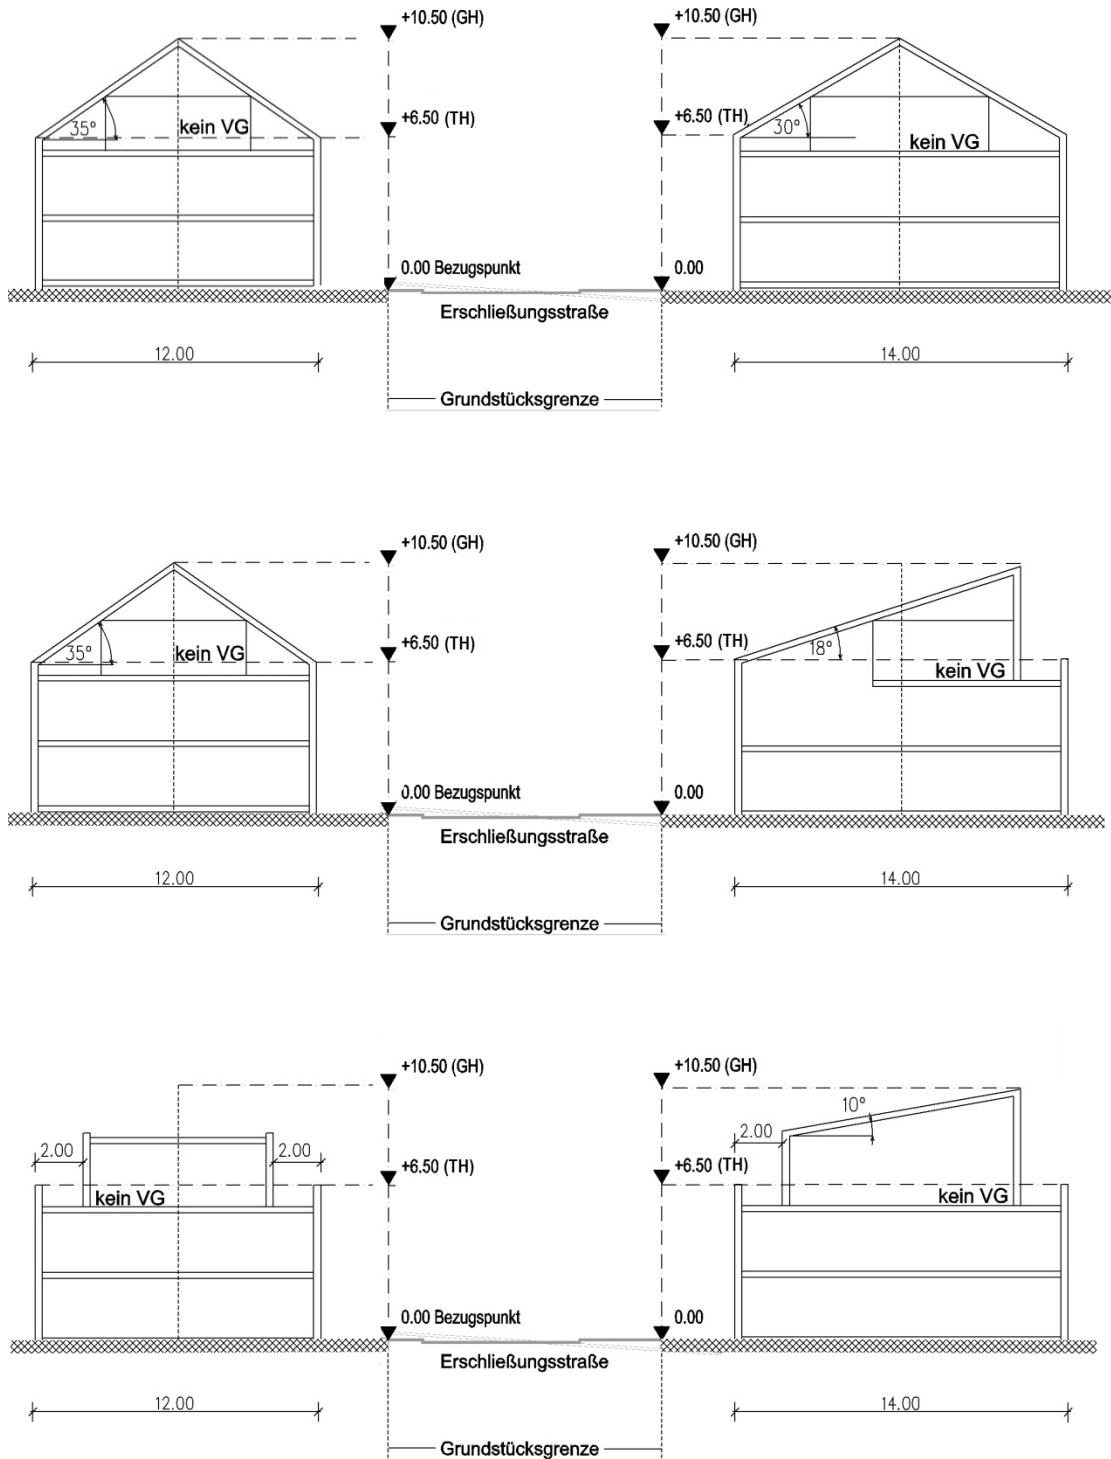 +10.50 (GH) +10.50 (GH)
+6.50 (TH) +6.50 (TH)
35° kein VG 30° kein VG
0.00 Bezugspunkt 0.00
Erschließungsstraße
12.00 14.00
Grundstücksgrenze
+10.50 (GH) +10.50 (GH)
+6.50 (TH) +6.50 (TH)
35° kein VG 18° kein VG
0.00 Bezugspunkt 0.00
Erschließungsstraße
12.00 14.00
Grundstücksgrenze
+10.50 (GH) +10.50 (GH)
10°
2.00 2.00 2.00
+6.50 (TH) +6.50 (TH)
kein VG kein VG
0.00 Bezugspunkt 0.00
Erschließungsstraße
12.00 14.00
Grundstücksgrenze